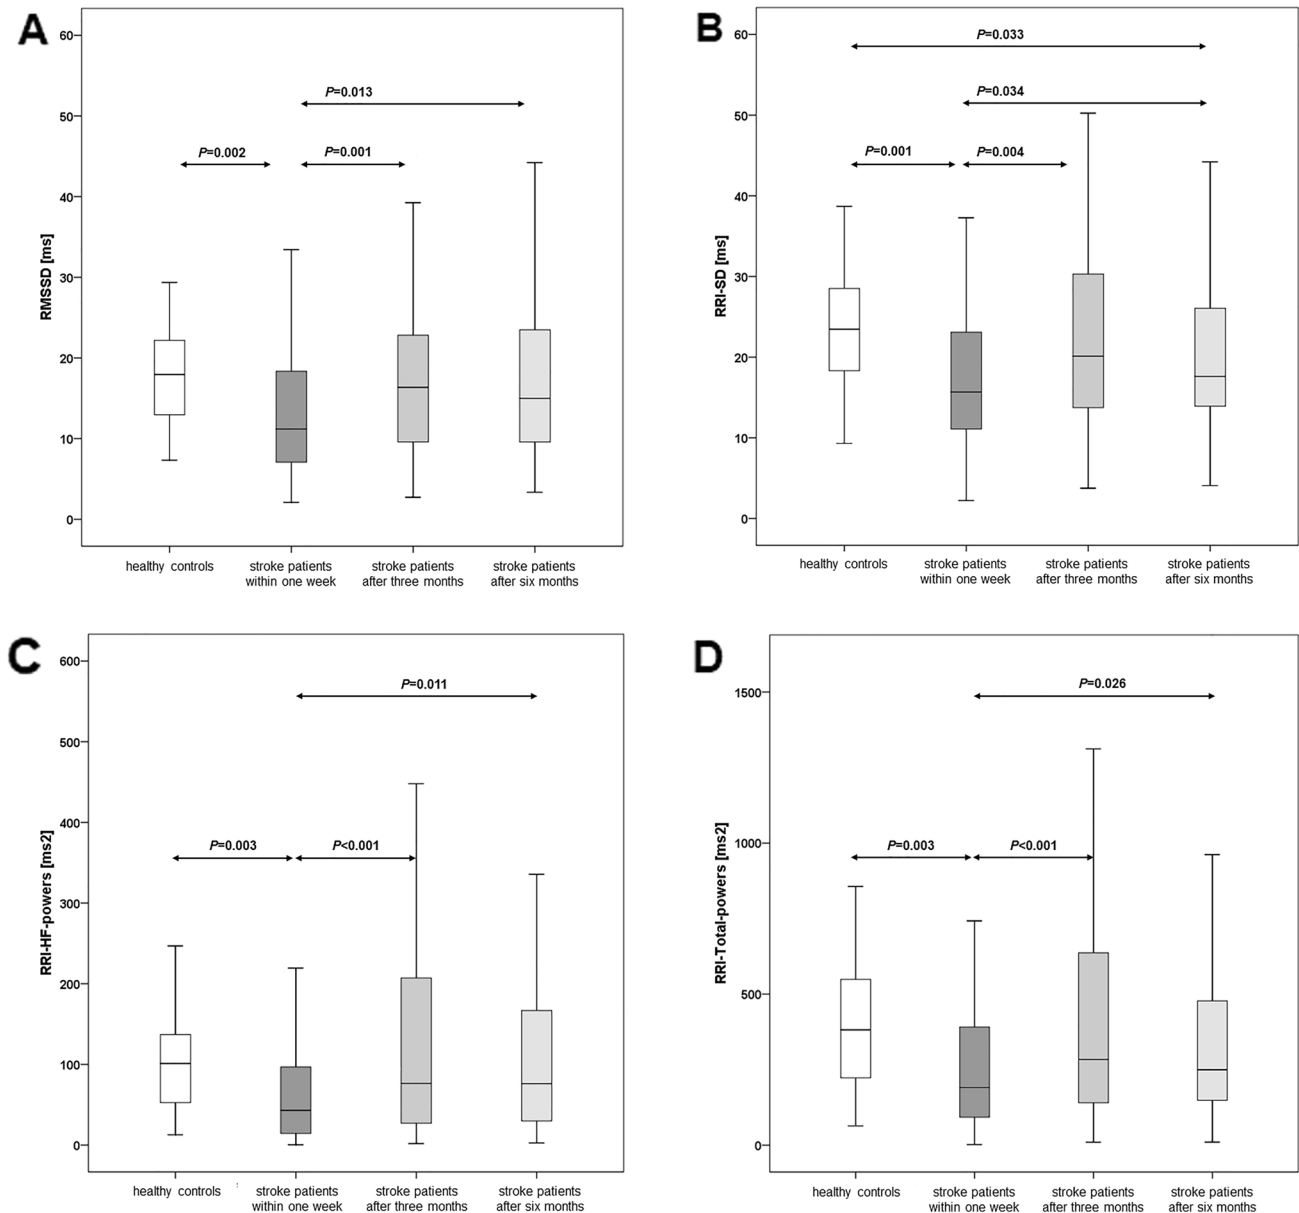 A
60
50
40
30
20
10
0
RMSSD [ms]
P=0.013
P=0.002
P=0.001
healthy controls
stroke patients
within one week
stroke patients
after three months
stroke patients
after six months
B
60
50
40
30
20
10
0
RRI-SD [ms]
P=0.033
P=0.034
P=0.001
P=0.004
healthy controls
stroke patients
within one week
stroke patients
after three months
stroke patients
after six months
C
600
500
400
300
200
100
0
RRI-HF-powers [ms2]
P=0.011
P=0.003
P<0.001
healthy controls
stroke patients
within one week
stroke patients
after three months
stroke patients
after six months
D
1500
1000
500
0
RRI-Total-powers [ms2]
P=0.026
P=0.003
P<0.001
healthy controls
stroke patients
within one week
stroke patients
after three months
stroke patients
after six months